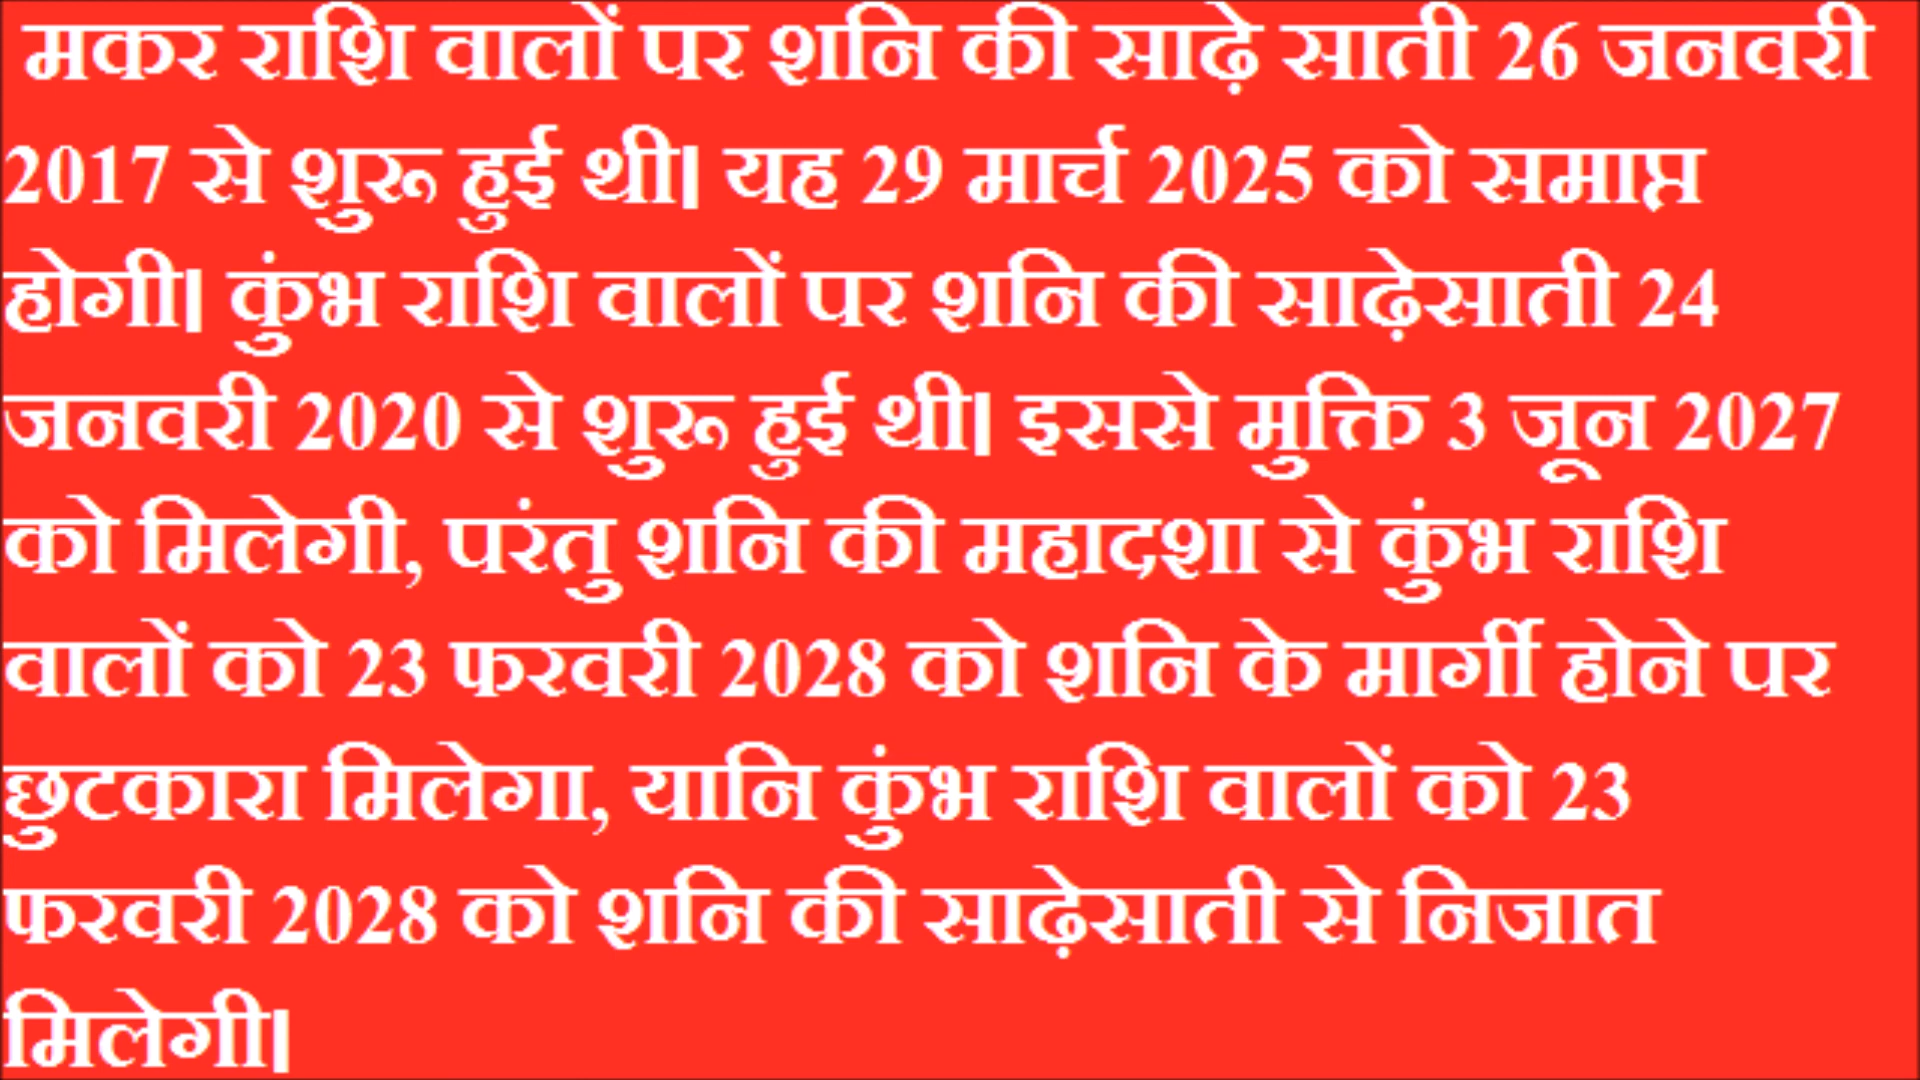 मकर राशि वालों पर शनि की साढ़े साती 26 जनवरी
2017 से शुरू हुई थी। यह 29 मार्च 2025 को समाप्त
होगी। कुंभ राशि वालों पर शनि की साढ़ेसाती 24
जनवरी 2020 से शुरू हुई थी। इससे मुक्ति 3 जून 2027
को मिलेगी, परंतु शनि की महादशा से कुंभ राशि
वालों को 23 फरवरी 2028 को शनि के मार्गी होने पर
छुटकारा मिलेगा, यानि कुंभ राशि वालों को 23
फरवरी 2028 को शनि की साढ़ेसाती से निजात
मिलेगी।